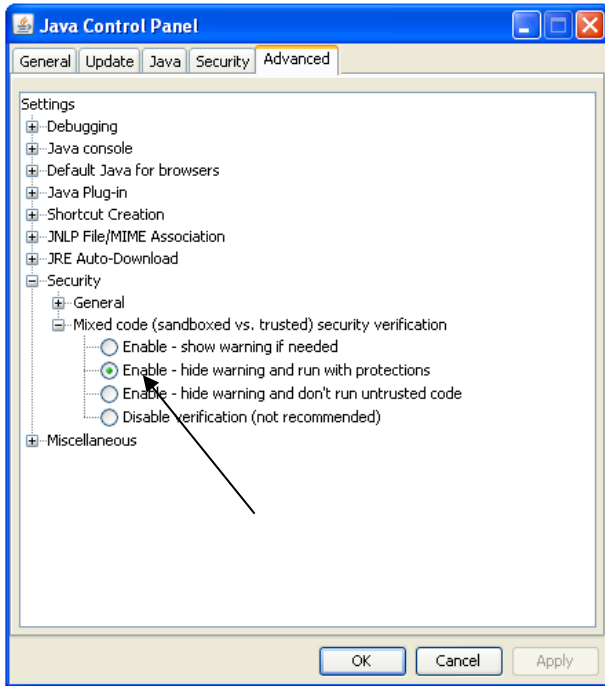 Java Control Panel
General Update Java Security Advanced
Settings
Debugging
Java console
Default Java for browsers
Java Plug-in
Shortcut Creation
JNLP File/MIME Association
JRE Auto-Download
Security
General
Mixed code (sandboxed vs. trusted) security verification
Enable - show warning if needed
Enable - hide warning and run with protections
Enable - hide warning and don't run untrusted code
Disable verification (not recommended)
Miscellaneous
OK Cancel Apply